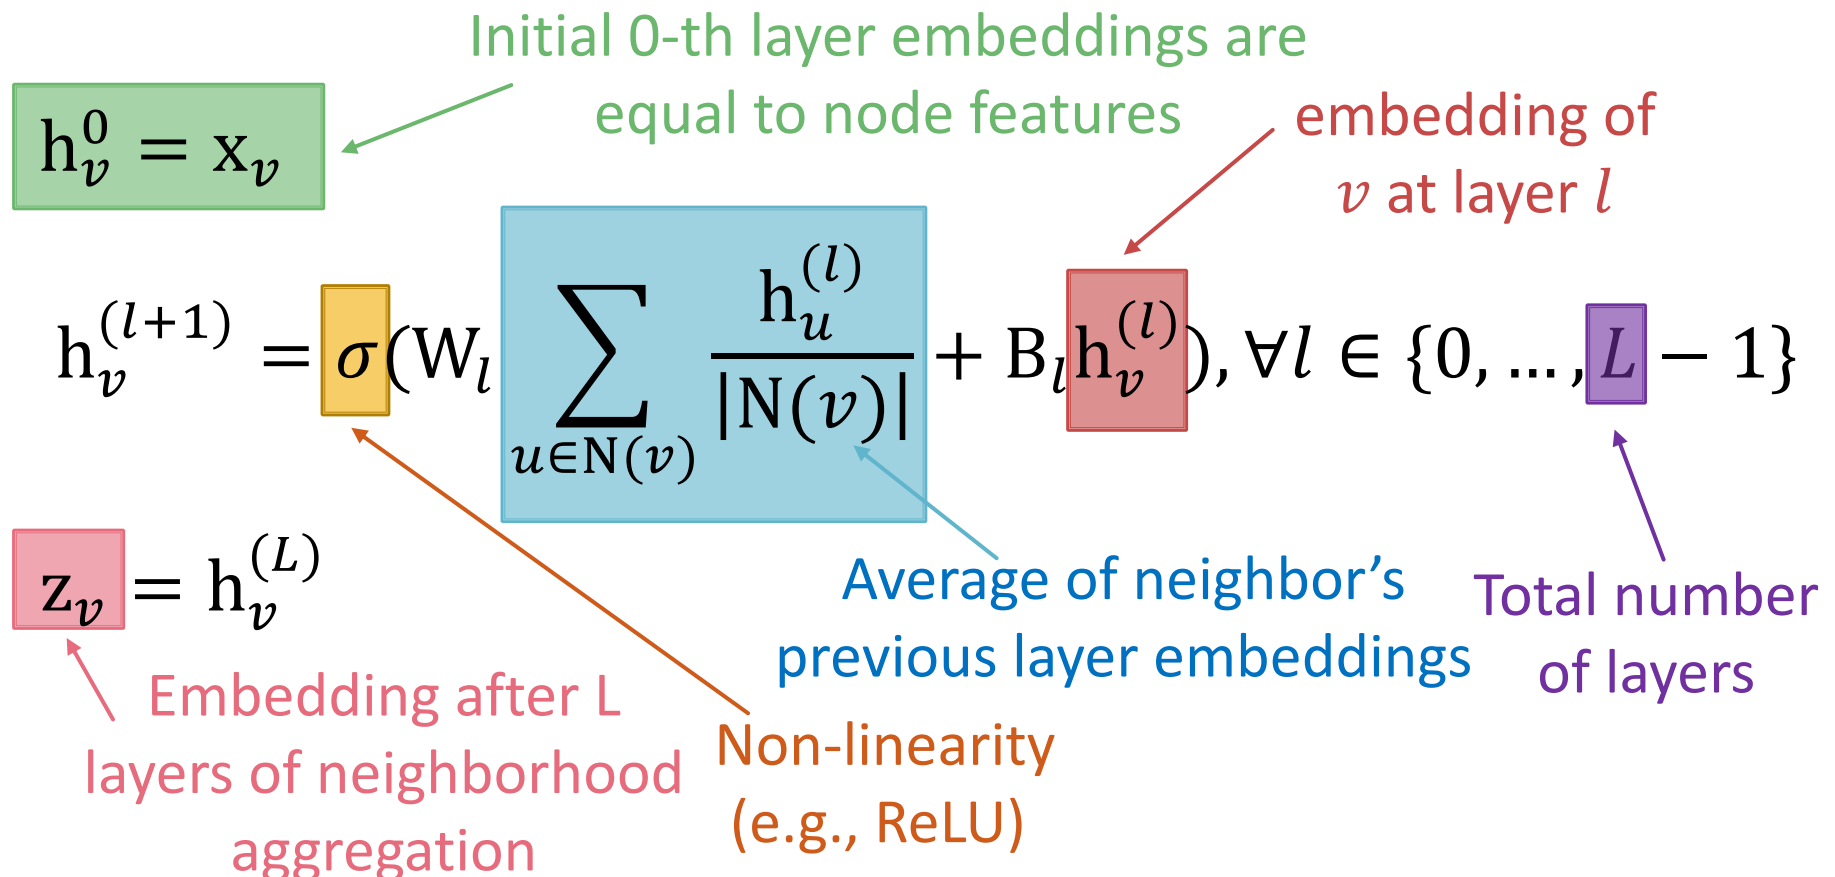 Initial 0-th layer embeddings are
equal to node features
h_v^0 = x_v
embedding of
v at layer l
h_v^{(l+1)} = σ(W_l ∑_{u∈N(v)} h_u^{(l)} / |N(v)| + B_l h_v^{(l)}), ∀l ∈ {0, …, L − 1}
z_v = h_v^{(L)}
Average of neighbor’s
previous layer embeddings
Total number
of layers
Embedding after L
layers of neighborhood
aggregation
Non-linearity
(e.g., ReLU)